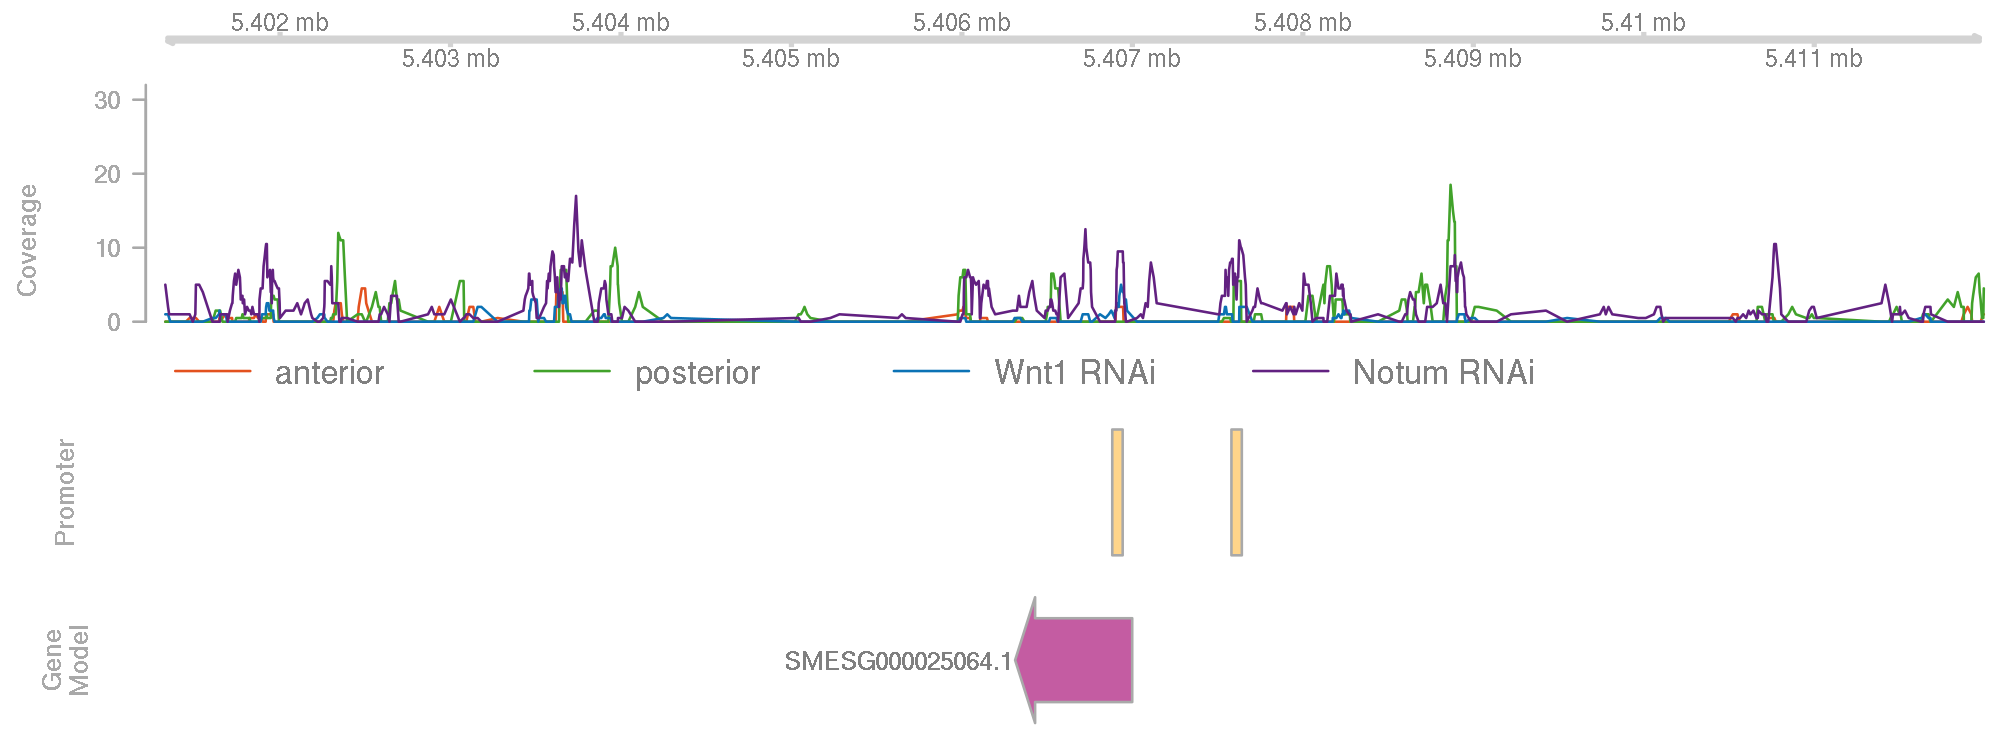 5.402 mb 5.404 mb 5.406 mb 5.408 mb 5.41 mb
5.403 mb 5.405 mb 5.407 mb 5.409 mb 5.411 mb
Coverage
30
20
10
0
anterior posterior Wnt1 RNAi Notum RNAi
Promoter
Gene
Model
SMESG000025064.1